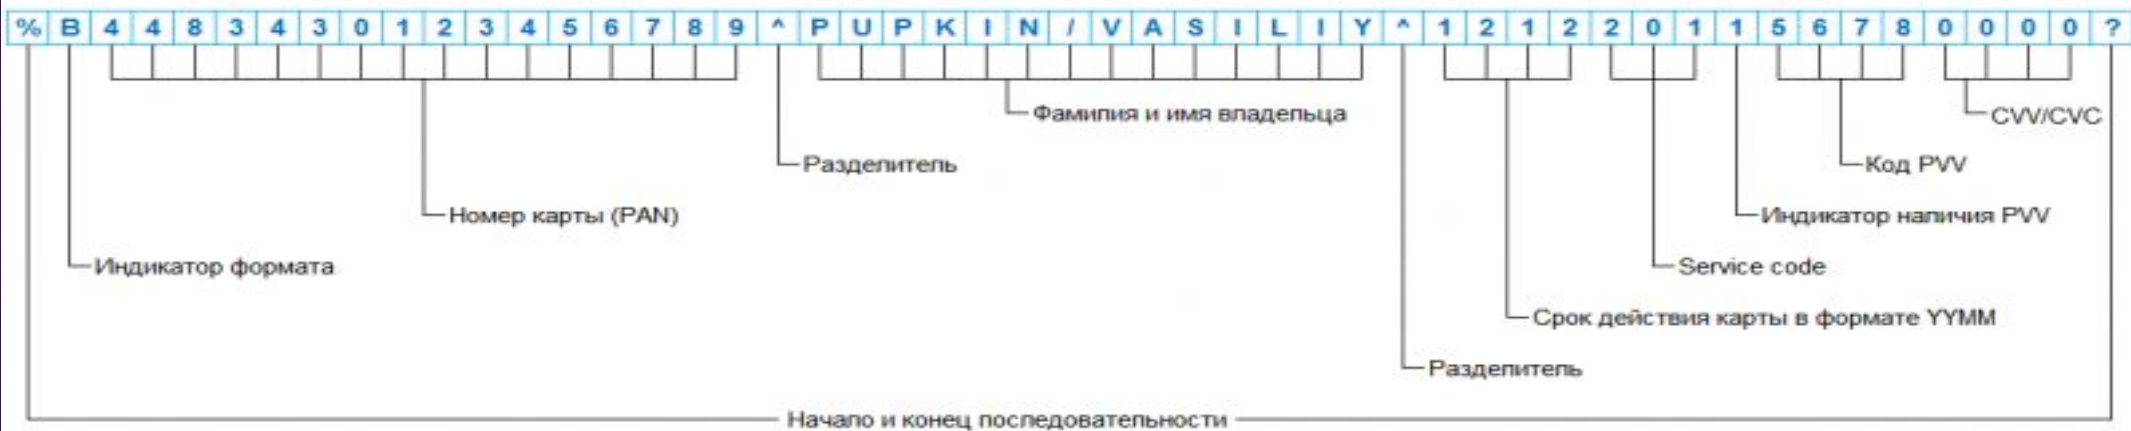 %B4483430123456789^PUPKIN/VASILIY^1212201156780000?
Фамилия и имя владельца
CVV/CVC
Разделитель
Код PVV
Номер карты (PAN)
Индикатор наличия PVV
Индикатор формата
Service code
Срок действия карты в формате YYMM
Разделитель
Начало и конец последовательности